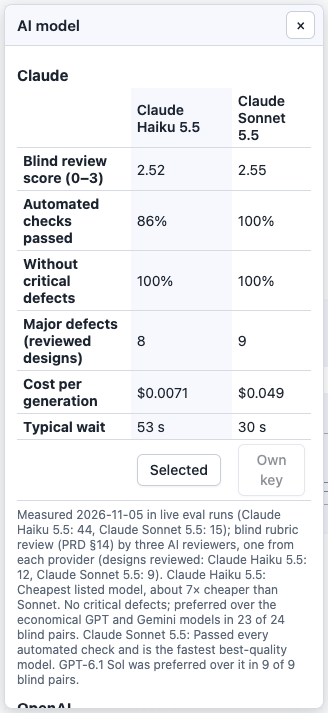 AI model
×
Claude
Claude
Haiku 5.5
Claude
Sonnet
5.5
Blind review
score (0–3)
2.52
2.55
Automated
checks
passed
86%
100%
Without
critical
defects
100%
100%
Major defects
(reviewed
designs)
8
9
Cost per
generation
$0.0071
$0.049
Typical wait
53 s
30 s
Selected
Own
key
Measured 2026-11-05 in live eval runs (Claude
Haiku 5.5: 44, Claude Sonnet 5.5: 15); blind rubric
review (PRD §14) by three AI reviewers, one from
each provider (designs reviewed: Claude Haiku 5.5:
12, Claude Sonnet 5.5: 9). Claude Haiku 5.5:
Cheapest listed model, about 7× cheaper than
Sonnet. No critical defects; preferred over the
economical GPT and Gemini models in 23 of 24
blind pairs. Claude Sonnet 5.5: Passed every
automated check and is the fastest best-quality
model. GPT-6.1 Sol was preferred over it in 9 of 9
blind pairs.
OpenAI